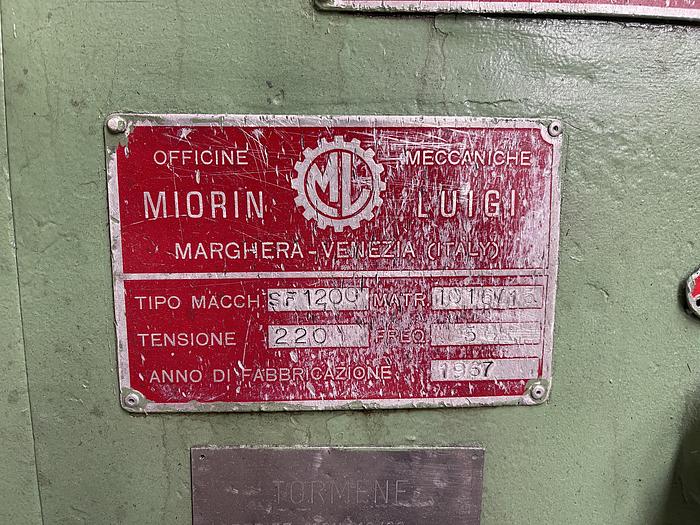 OFFICINE ML MECCANICHE
MIORIN LUIGI
MARGHERA-VENEZIA (ITALY)
TIPO MACCH. SF1200 MATR.
TENSIONE 220 FREQ.
ANNO DI FABBRICAZIONE 1967
TORMENE